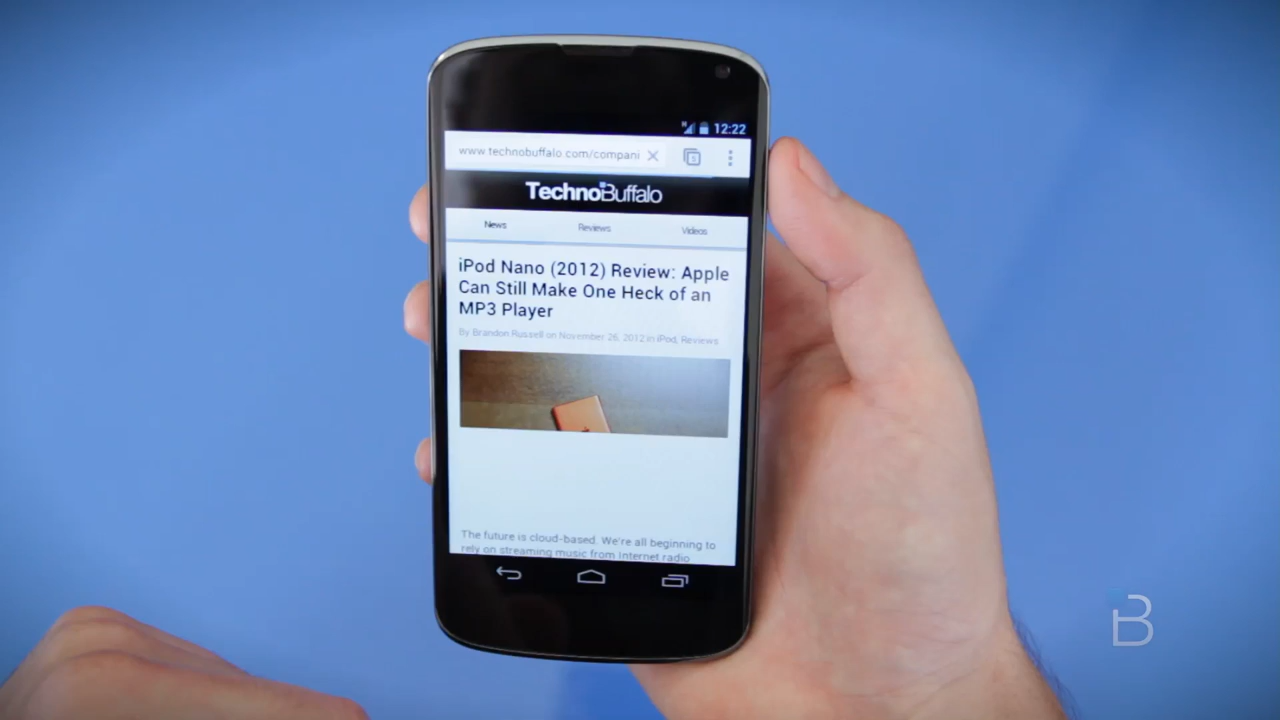 12:22
www.technobuffalo.com/compani
TechnoBuffalo
News Reviews Videos
iPod Nano (2012) Review: Apple
Can Still Make One Heck of an
MP3 Player
By Brandon Russell on November 26, 2012 in iPod, Reviews
The future is cloud-based. We're all beginning to
rely on streaming music from Internet radio
B